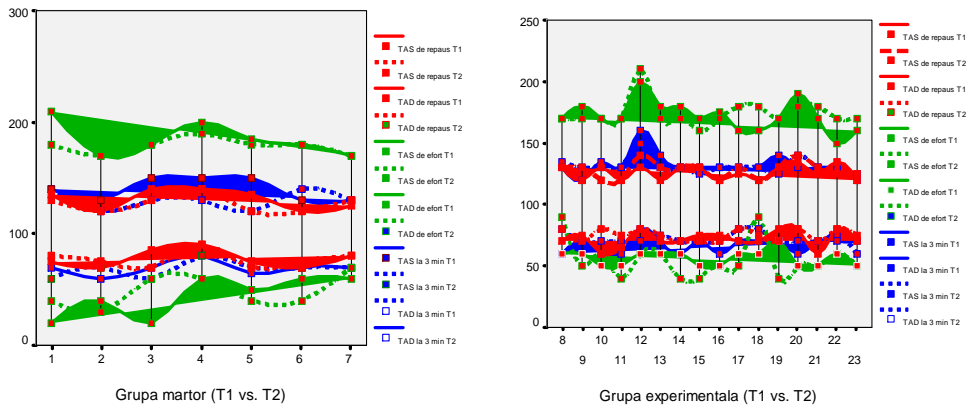 300
200
100
0
1 2 3 4 5 6 7
Grupa martor (T1 vs. T2)
TAS de repaus T1
TAS de repaus T2
TAD de repaus T1
TAD de repaus T2
TAS de efort T1
TAS de efort T2
TAD de efort T1
TAD de efort T2
TAS la 3 min T1
TAS la 3 min T2
TAD la 3 min T1
TAD la 3 min T2
250
200
150
100
50
0
8 10 12 14 16 18 20 22
9 11 13 15 17 19 21 23
Grupa experimentala (T1 vs. T2)
TAS de repaus T1
TAS de repaus T2
TAD de repaus T1
TAD de repaus T2
TAS de efort T1
TAS de efort T2
TAD de efort T1
TAD de efort T2
TAS la 3 min T1
TAD la 3 min T1
TAS la 3 min T2
TAD la 3 min T2